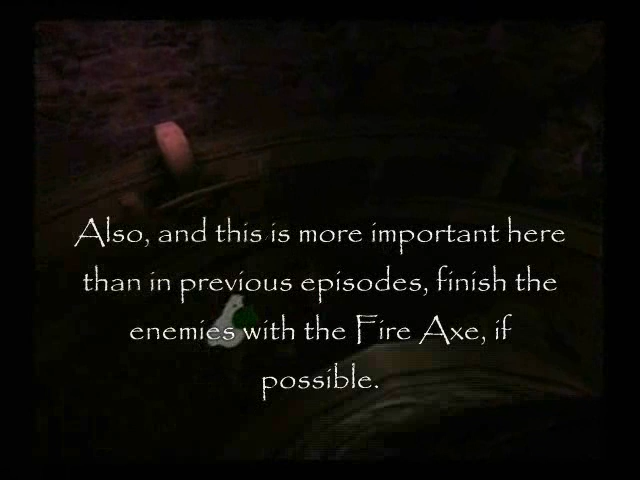 Also, and this is more important here
than in previous episodes, finish the
enemies with the Fire Axe, if
possible.